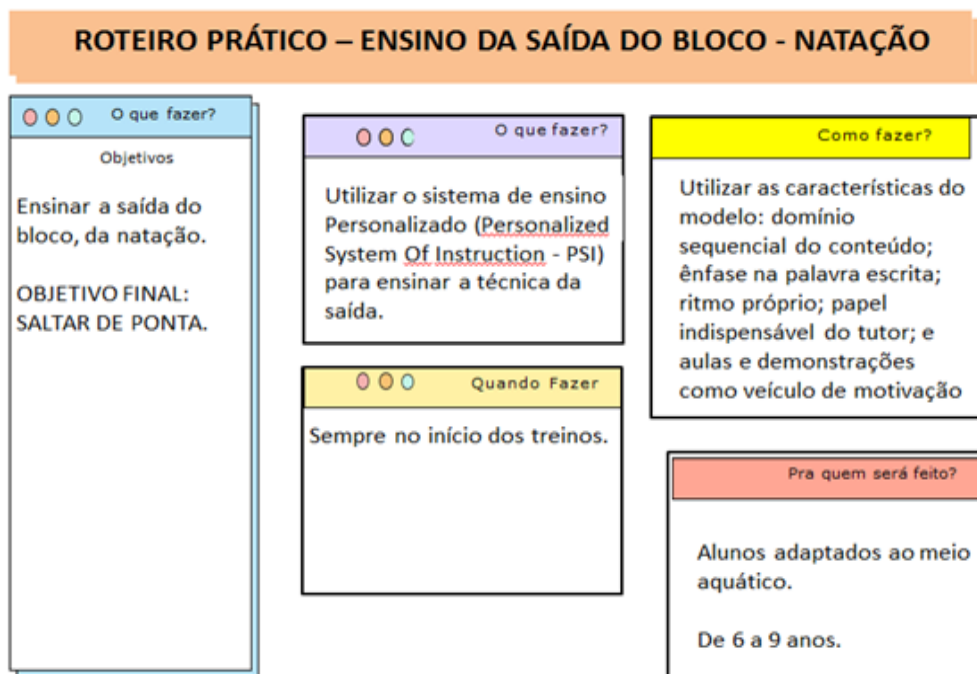 ROTEIRO PRÁTICO – ENSINO DA SAÍDA DO BLOCO - NATAÇÃO
O que fazer?
Objetivos
Ensinar a saída do
bloco, da natação.
OBJETIVO FINAL:
SALTAR DE PONTA.
O que fazer?
Utilizar o sistema de ensino
Personalizado (Personalized
System Of Instruction - PSI)
para ensinar a técnica da
saída.
Quando Fazer
Sempre no início dos treinos.
Como fazer?
Utilizar as características do
modelo: domínio
sequencial do conteúdo;
ênfase na palavra escrita;
ritmo próprio; papel
indispensável do tutor; e
aulas e demonstrações
como veículo de motivação
Pra quem será feito?
Alunos adaptados ao meio
aquático.
De 6 a 9 anos.